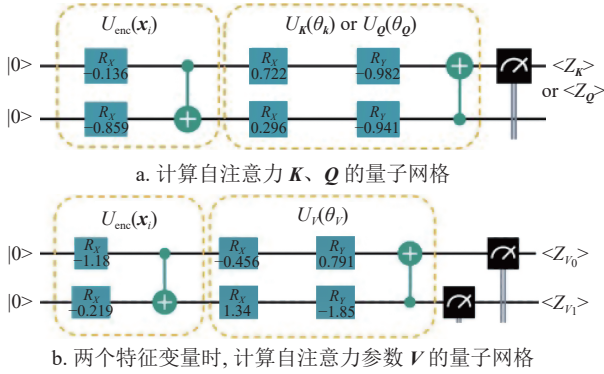 U_enc(x_i) U_K(θ_k) or U_Q(θ_Q)
|0> R_X -0.136 R_X 0.722 R_Y -0.982 <Z_K>
or <Z_Q>
|0> R_X -0.859 R_X 0.296 R_Y -0.941
a. 计算自注意力 K、Q 的量子网格
U_enc(x_i) U_V(θ_V)
|0> R_X -1.18 R_X -0.456 R_Y 0.791 <Z_V0>
|0> R_X -0.219 R_X 1.34 R_Y -1.85 <Z_V1>
b. 两个特征变量时, 计算自注意力参数 V 的量子网格